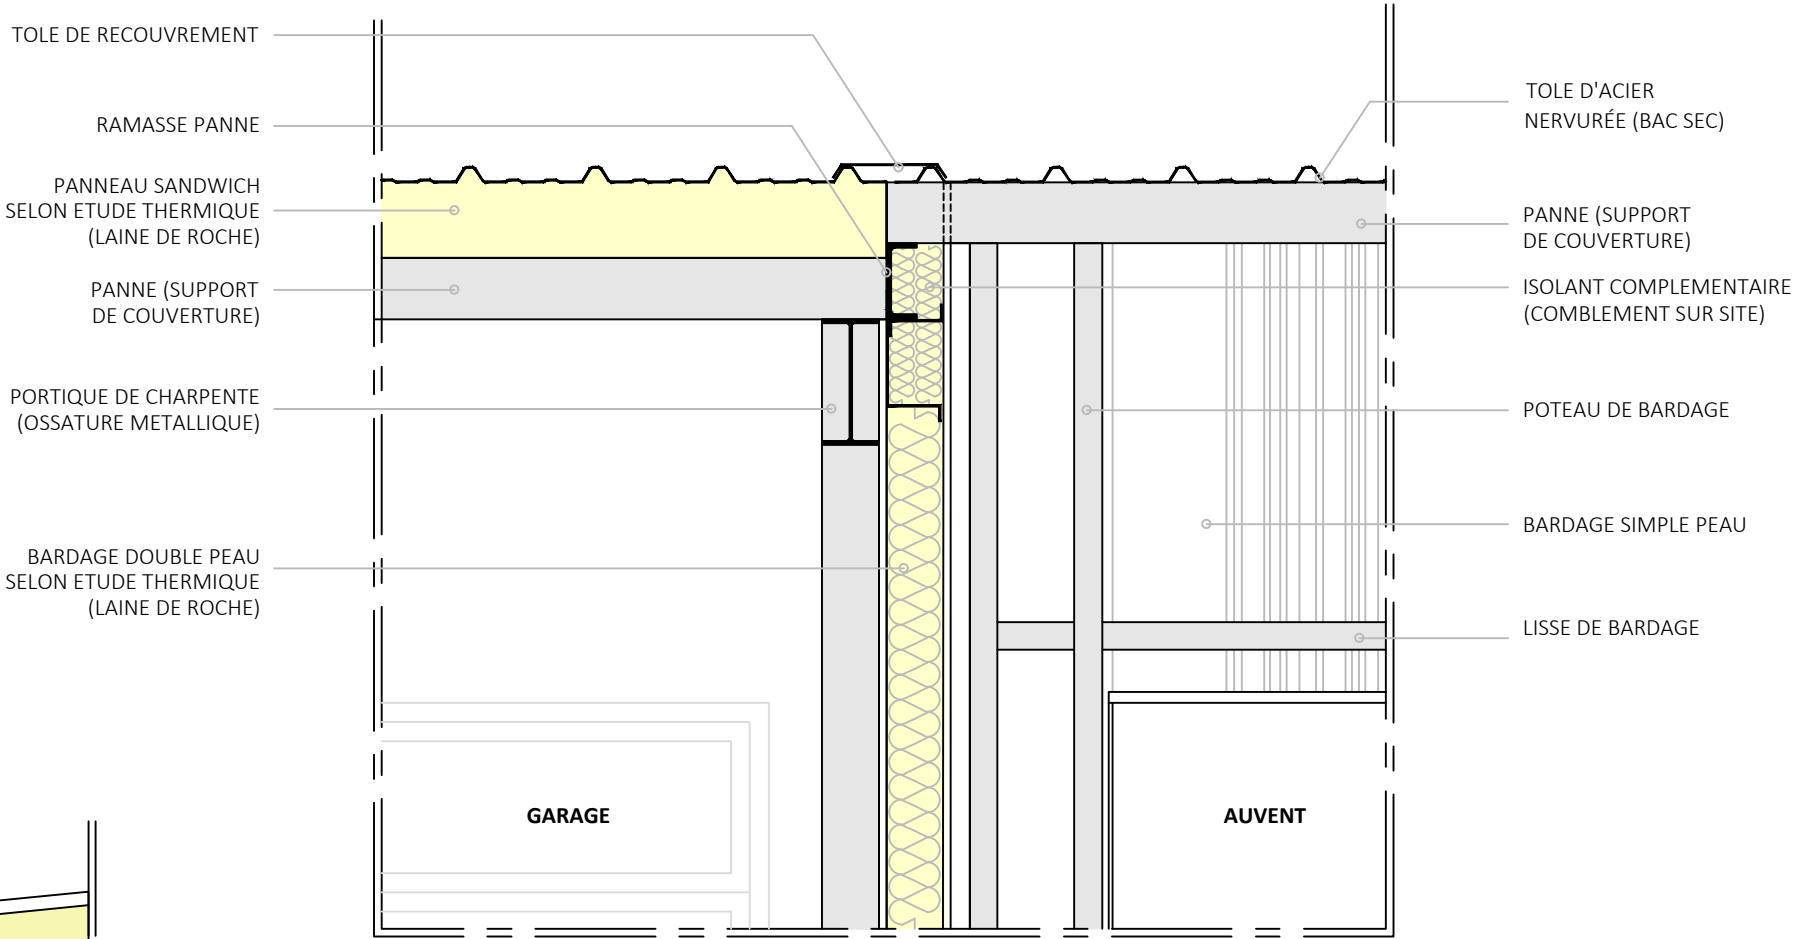 TOLE DE RECOUVREMENT
RAMASSE PANNE
PANNEAU SANDWICH
SELON ETUDE THERMIQUE
(LAINE DE ROCHE)
PANNE (SUPPORT
DE COUVERTURE)
PORTIQUE DE CHARPENTE
(OSSATURE METALLIQUE)
BARDAGE DOUBLE PEAU
SELON ETUDE THERMIQUE
(LAINE DE ROCHE)
GARAGE
AUVENT
TOLE D'ACIER
NERVURÉE (BAC SEC)
PANNE (SUPPORT
DE COUVERTURE)
ISOLANT COMPLEMENTAIRE
(COMBLEMENT SUR SITE)
POTEAU DE BARDAGE
BARDAGE SIMPLE PEAU
LISSE DE BARDAGE